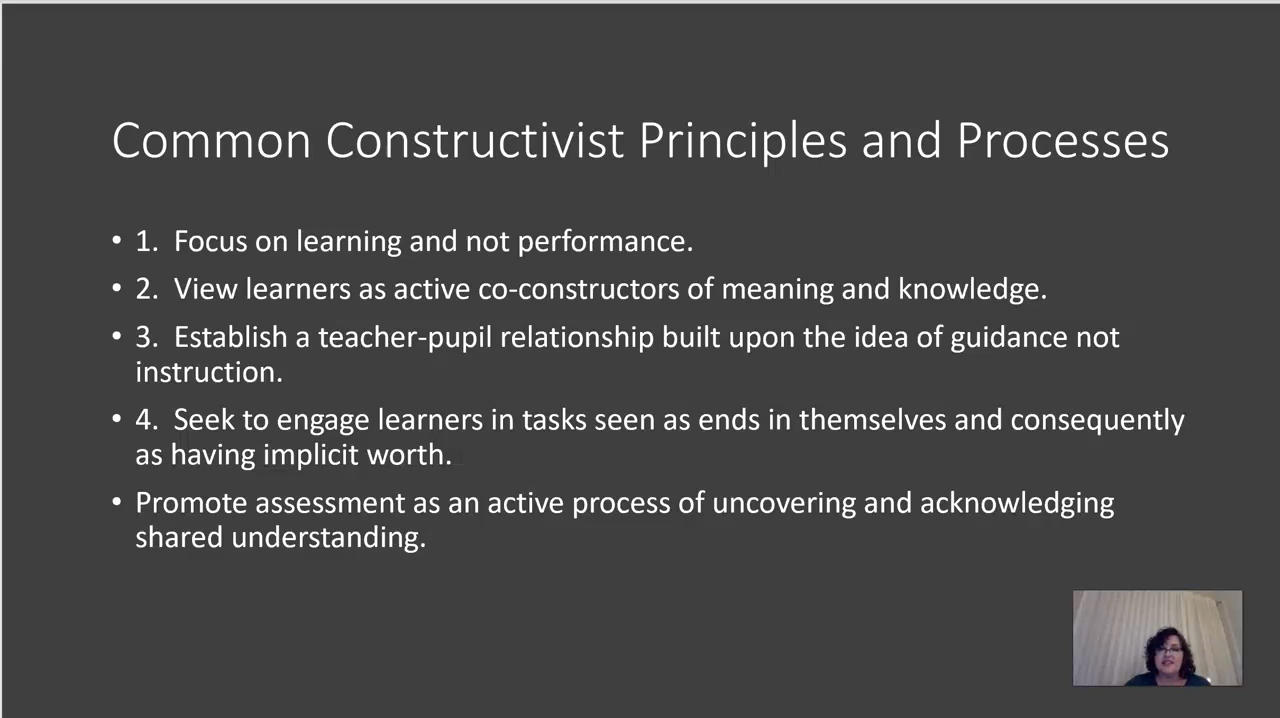 Common Constructivist Principles and Processes
• 1. Focus on learning and not performance.
• 2. View learners as active co-constructors of meaning and knowledge.
• 3. Establish a teacher-pupil relationship built upon the idea of guidance not
instruction.
• 4. Seek to engage learners in tasks seen as ends in themselves and consequently
as having implicit worth.
• Promote assessment as an active process of uncovering and acknowledging
shared understanding.